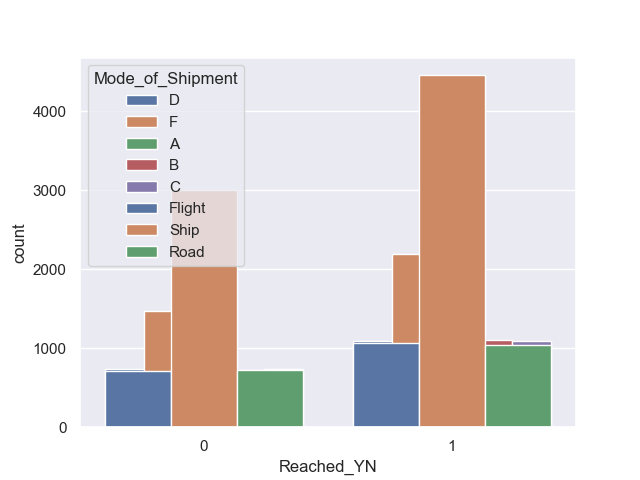 Mode_of_Shipment
D
F
A
B
C
Flight
Ship
Road
4000
3000
2000
1000
0
count
0 1
Reached_YN